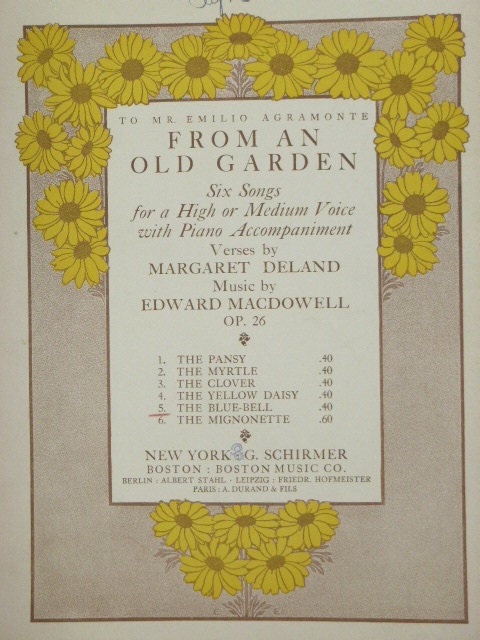 TO MR. EMILIO AGRAMONTE
FROM AN
OLD GARDEN
Six Songs
for a High or Medium Voice
with Piano Accompaniment
Verses by
MARGARET DELAND
Music by
EDWARD MACDOWELL
OP. 26
1. THE PANSY .40
2. THE MYRTLE .40
3. THE CLOVER .40
4. THE YELLOW DAISY .40
5. THE BLUE-BELL .40
6. THE MIGNONETTE .60
NEW YORK G. SCHIRMER
BOSTON : BOSTON MUSIC CO.
BERLIN : ALBERT STAHL - LEIPZIG : FRIEDR. HOFMEISTER
PARIS : A. DURAND & FILS